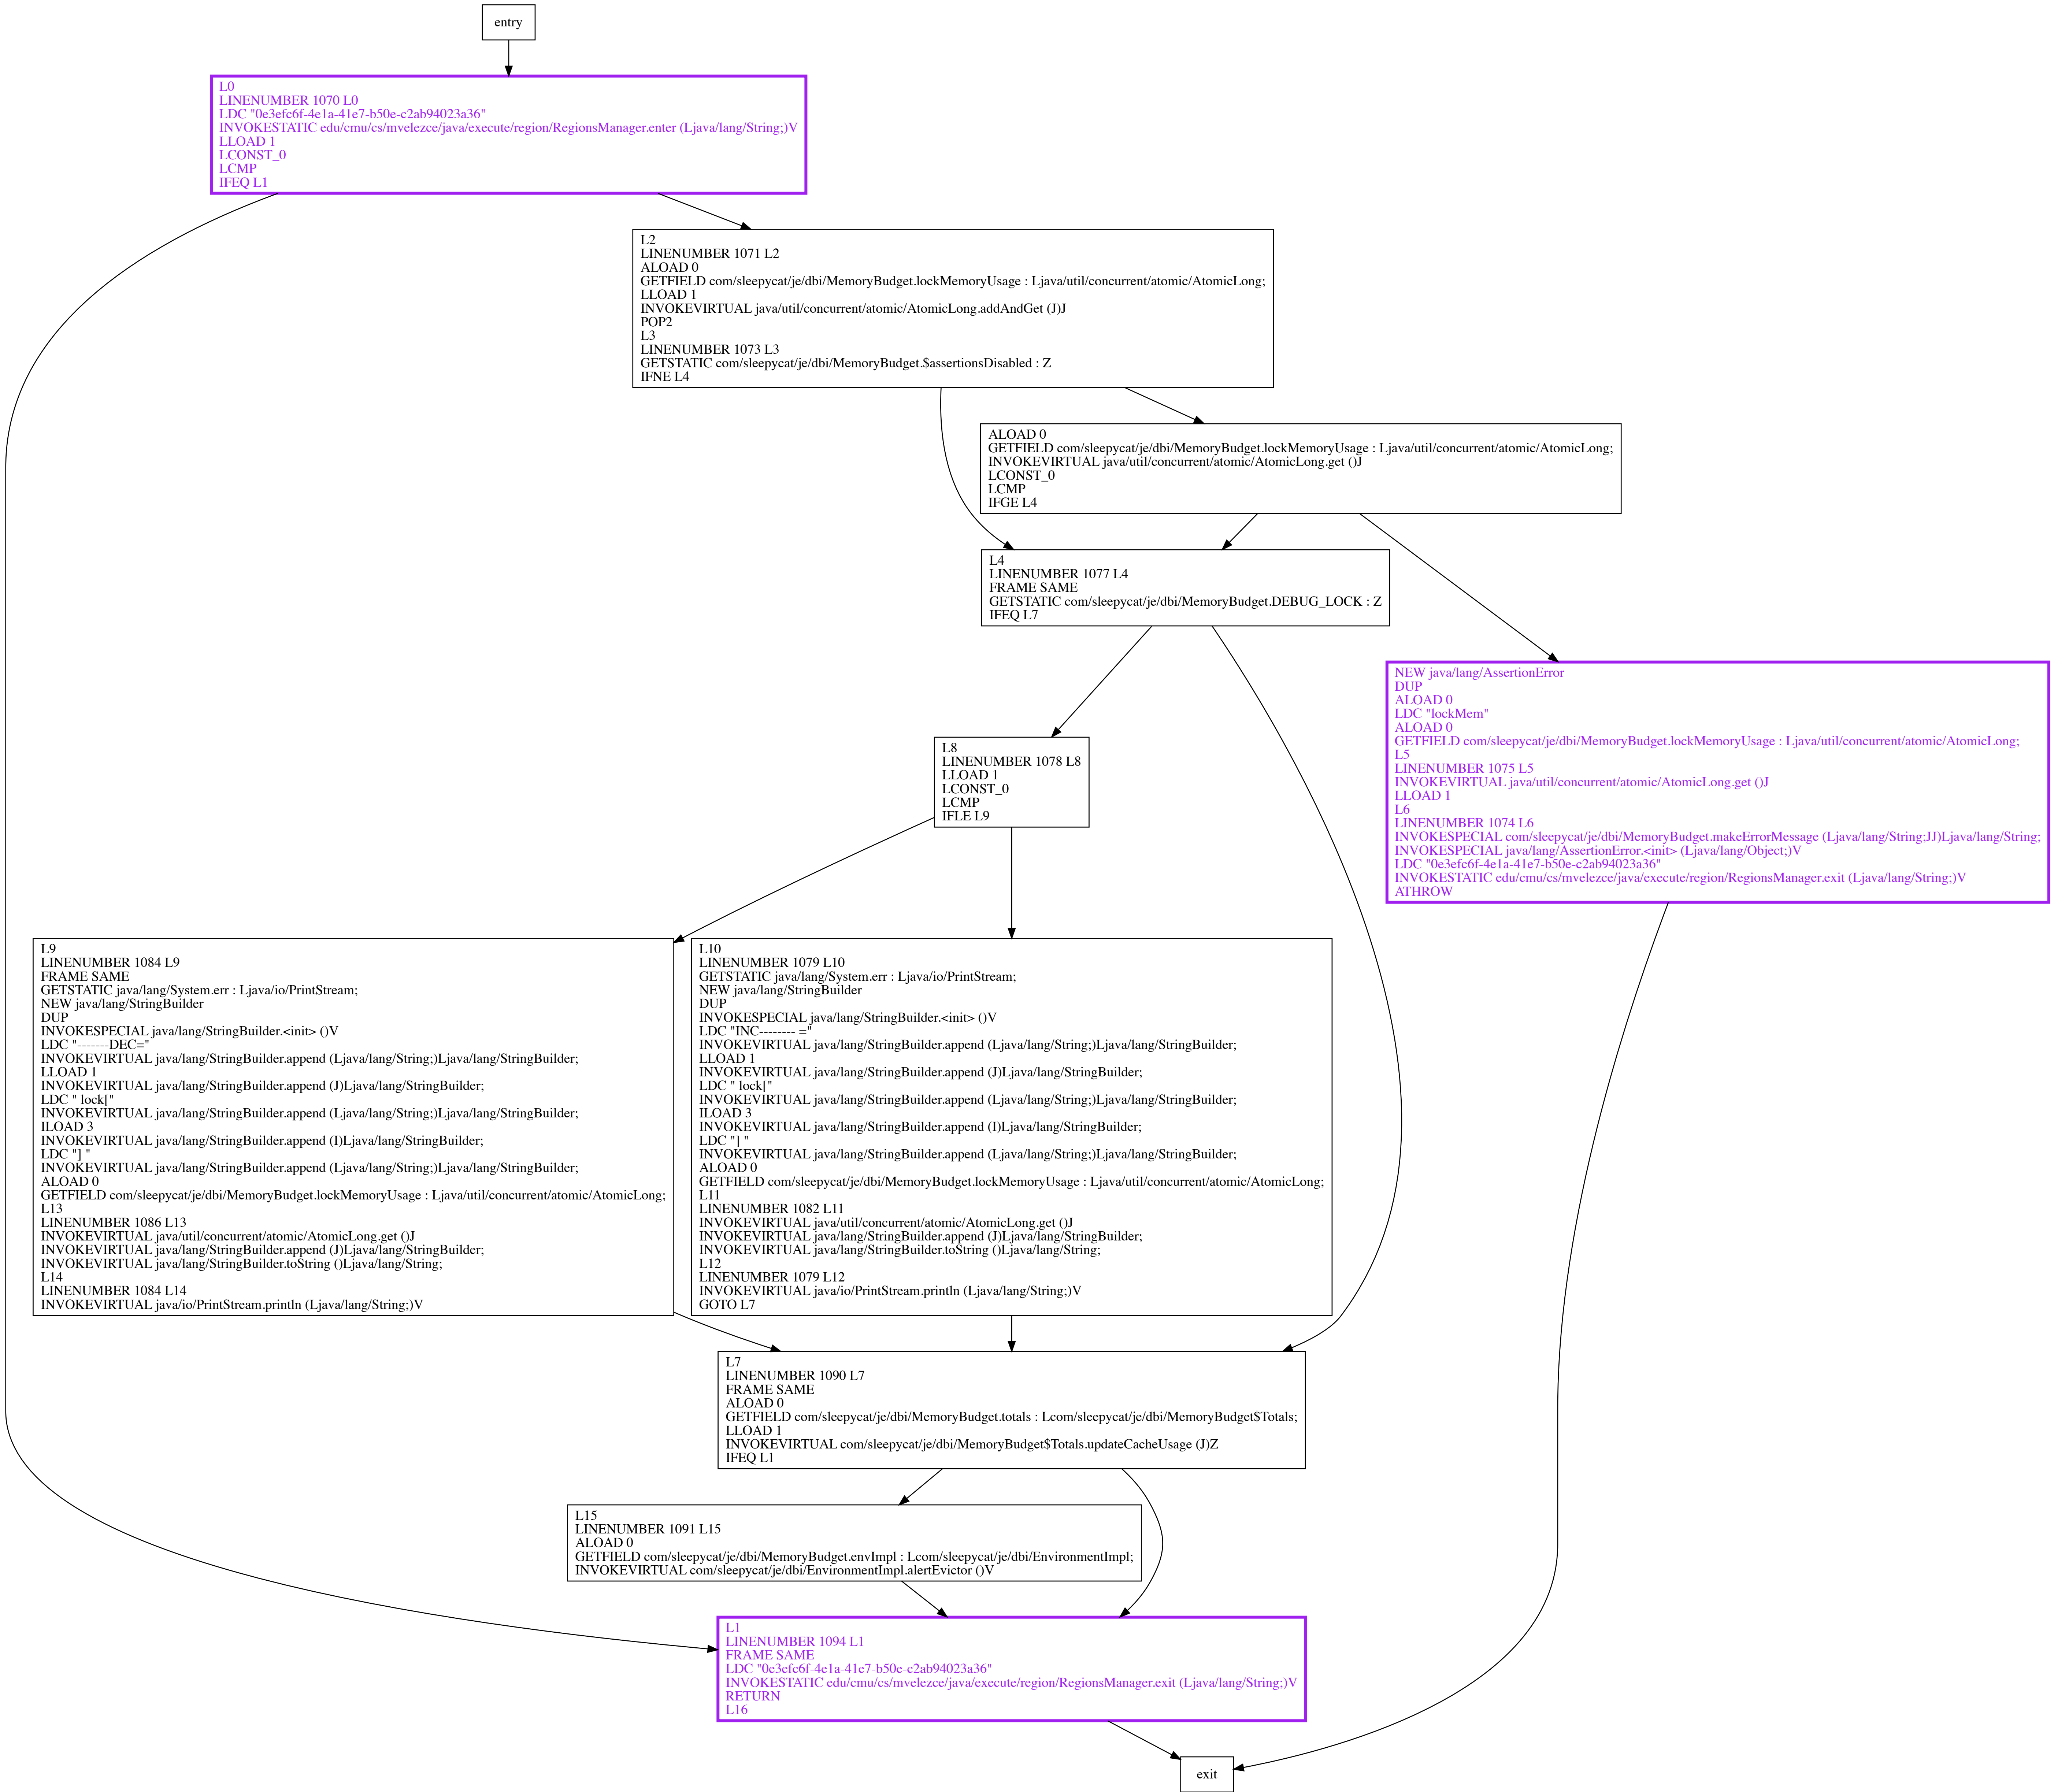 entry
L0
LINENUMBER 1070 L0
LDC "0e3efc6f-4e1a-41e7-b50e-c2ab94023a36"
INVOKESTATIC edu/cmu/cs/mvelezce/java/execute/region/RegionsManager.enter (Ljava/lang/String;)V
LLOAD 1
LCONST_0
LCMP
IFEQ L1
L2
LINENUMBER 1071 L2
ALOAD 0
GETFIELD com/sleepycat/je/dbi/MemoryBudget.lockMemoryUsage : Ljava/util/concurrent/atomic/AtomicLong;
LLOAD 1
INVOKEVIRTUAL java/util/concurrent/atomic/AtomicLong.addAndGet (J)J
POP2
L3
LINENUMBER 1073 L3
GETSTATIC com/sleepycat/je/dbi/MemoryBudget.$assertionsDisabled : Z
IFNE L4
ALOAD 0
GETFIELD com/sleepycat/je/dbi/MemoryBudget.lockMemoryUsage : Ljava/util/concurrent/atomic/AtomicLong;
INVOKEVIRTUAL java/util/concurrent/atomic/AtomicLong.get ()J
LCONST_0
LCMP
IFGE L4
L4
LINENUMBER 1077 L4
FRAME SAME
GETSTATIC com/sleepycat/je/dbi/MemoryBudget.DEBUG_LOCK : Z
IFEQ L7
NEW java/lang/AssertionError
DUP
ALOAD 0
LDC "lockMem"
ALOAD 0
GETFIELD com/sleepycat/je/dbi/MemoryBudget.lockMemoryUsage : Ljava/util/concurrent/atomic/AtomicLong;
L5
LINENUMBER 1075 L5
INVOKEVIRTUAL java/util/concurrent/atomic/AtomicLong.get ()J
LLOAD 1
L6
LINENUMBER 1074 L6
INVOKESPECIAL com/sleepycat/je/dbi/MemoryBudget.makeErrorMessage (Ljava/lang/String;JJ)Ljava/lang/String;
INVOKESPECIAL java/lang/AssertionError.<init> (Ljava/lang/Object;)V
LDC "0e3efc6f-4e1a-41e7-b50e-c2ab94023a36"
INVOKESTATIC edu/cmu/cs/mvelezce/java/execute/region/RegionsManager.exit (Ljava/lang/String;)V
ATHROW
L8
LINENUMBER 1078 L8
LLOAD 1
LCONST_0
LCMP
IFLE L9
L9
LINENUMBER 1084 L9
FRAME SAME
GETSTATIC java/lang/System.err : Ljava/io/PrintStream;
NEW java/lang/StringBuilder
DUP
INVOKESPECIAL java/lang/StringBuilder.<init> ()V
LDC "-------DEC="
INVOKEVIRTUAL java/lang/StringBuilder.append (Ljava/lang/String;)Ljava/lang/StringBuilder;
LLOAD 1
INVOKEVIRTUAL java/lang/StringBuilder.append (J)Ljava/lang/StringBuilder;
LDC " lock["
INVOKEVIRTUAL java/lang/StringBuilder.append (Ljava/lang/String;)Ljava/lang/StringBuilder;
ILOAD 3
INVOKEVIRTUAL java/lang/StringBuilder.append (I)Ljava/lang/StringBuilder;
LDC "] "
INVOKEVIRTUAL java/lang/StringBuilder.append (Ljava/lang/String;)Ljava/lang/StringBuilder;
ALOAD 0
GETFIELD com/sleepycat/je/dbi/MemoryBudget.lockMemoryUsage : Ljava/util/concurrent/atomic/AtomicLong;
L13
LINENUMBER 1086 L13
INVOKEVIRTUAL java/util/concurrent/atomic/AtomicLong.get ()J
INVOKEVIRTUAL java/lang/StringBuilder.append (J)Ljava/lang/StringBuilder;
INVOKEVIRTUAL java/lang/StringBuilder.toString ()Ljava/lang/String;
L14
LINENUMBER 1084 L14
INVOKEVIRTUAL java/io/PrintStream.println (Ljava/lang/String;)V
L10
LINENUMBER 1079 L10
GETSTATIC java/lang/System.err : Ljava/io/PrintStream;
NEW java/lang/StringBuilder
DUP
INVOKESPECIAL java/lang/StringBuilder.<init> ()V
LDC "INC-------- ="
INVOKEVIRTUAL java/lang/StringBuilder.append (Ljava/lang/String;)Ljava/lang/StringBuilder;
LLOAD 1
INVOKEVIRTUAL java/lang/StringBuilder.append (J)Ljava/lang/StringBuilder;
LDC " lock["
INVOKEVIRTUAL java/lang/StringBuilder.append (Ljava/lang/String;)Ljava/lang/StringBuilder;
ILOAD 3
INVOKEVIRTUAL java/lang/StringBuilder.append (I)Ljava/lang/StringBuilder;
LDC "] "
INVOKEVIRTUAL java/lang/StringBuilder.append (Ljava/lang/String;)Ljava/lang/StringBuilder;
ALOAD 0
GETFIELD com/sleepycat/je/dbi/MemoryBudget.lockMemoryUsage : Ljava/util/concurrent/atomic/AtomicLong;
L11
LINENUMBER 1082 L11
INVOKEVIRTUAL java/util/concurrent/atomic/AtomicLong.get ()J
INVOKEVIRTUAL java/lang/StringBuilder.append (J)Ljava/lang/StringBuilder;
INVOKEVIRTUAL java/lang/StringBuilder.toString ()Ljava/lang/String;
L12
LINENUMBER 1079 L12
INVOKEVIRTUAL java/io/PrintStream.println (Ljava/lang/String;)V
GOTO L7
L7
LINENUMBER 1090 L7
FRAME SAME
ALOAD 0
GETFIELD com/sleepycat/je/dbi/MemoryBudget.totals : Lcom/sleepycat/je/dbi/MemoryBudget$Totals;
LLOAD 1
INVOKEVIRTUAL com/sleepycat/je/dbi/MemoryBudget$Totals.updateCacheUsage (J)Z
IFEQ L1
L15
LINENUMBER 1091 L15
ALOAD 0
GETFIELD com/sleepycat/je/dbi/MemoryBudget.envImpl : Lcom/sleepycat/je/dbi/EnvironmentImpl;
INVOKEVIRTUAL com/sleepycat/je/dbi/EnvironmentImpl.alertEvictor ()V
L1
LINENUMBER 1094 L1
FRAME SAME
LDC "0e3efc6f-4e1a-41e7-b50e-c2ab94023a36"
INVOKESTATIC edu/cmu/cs/mvelezce/java/execute/region/RegionsManager.exit (Ljava/lang/String;)V
RETURN
L16
exit